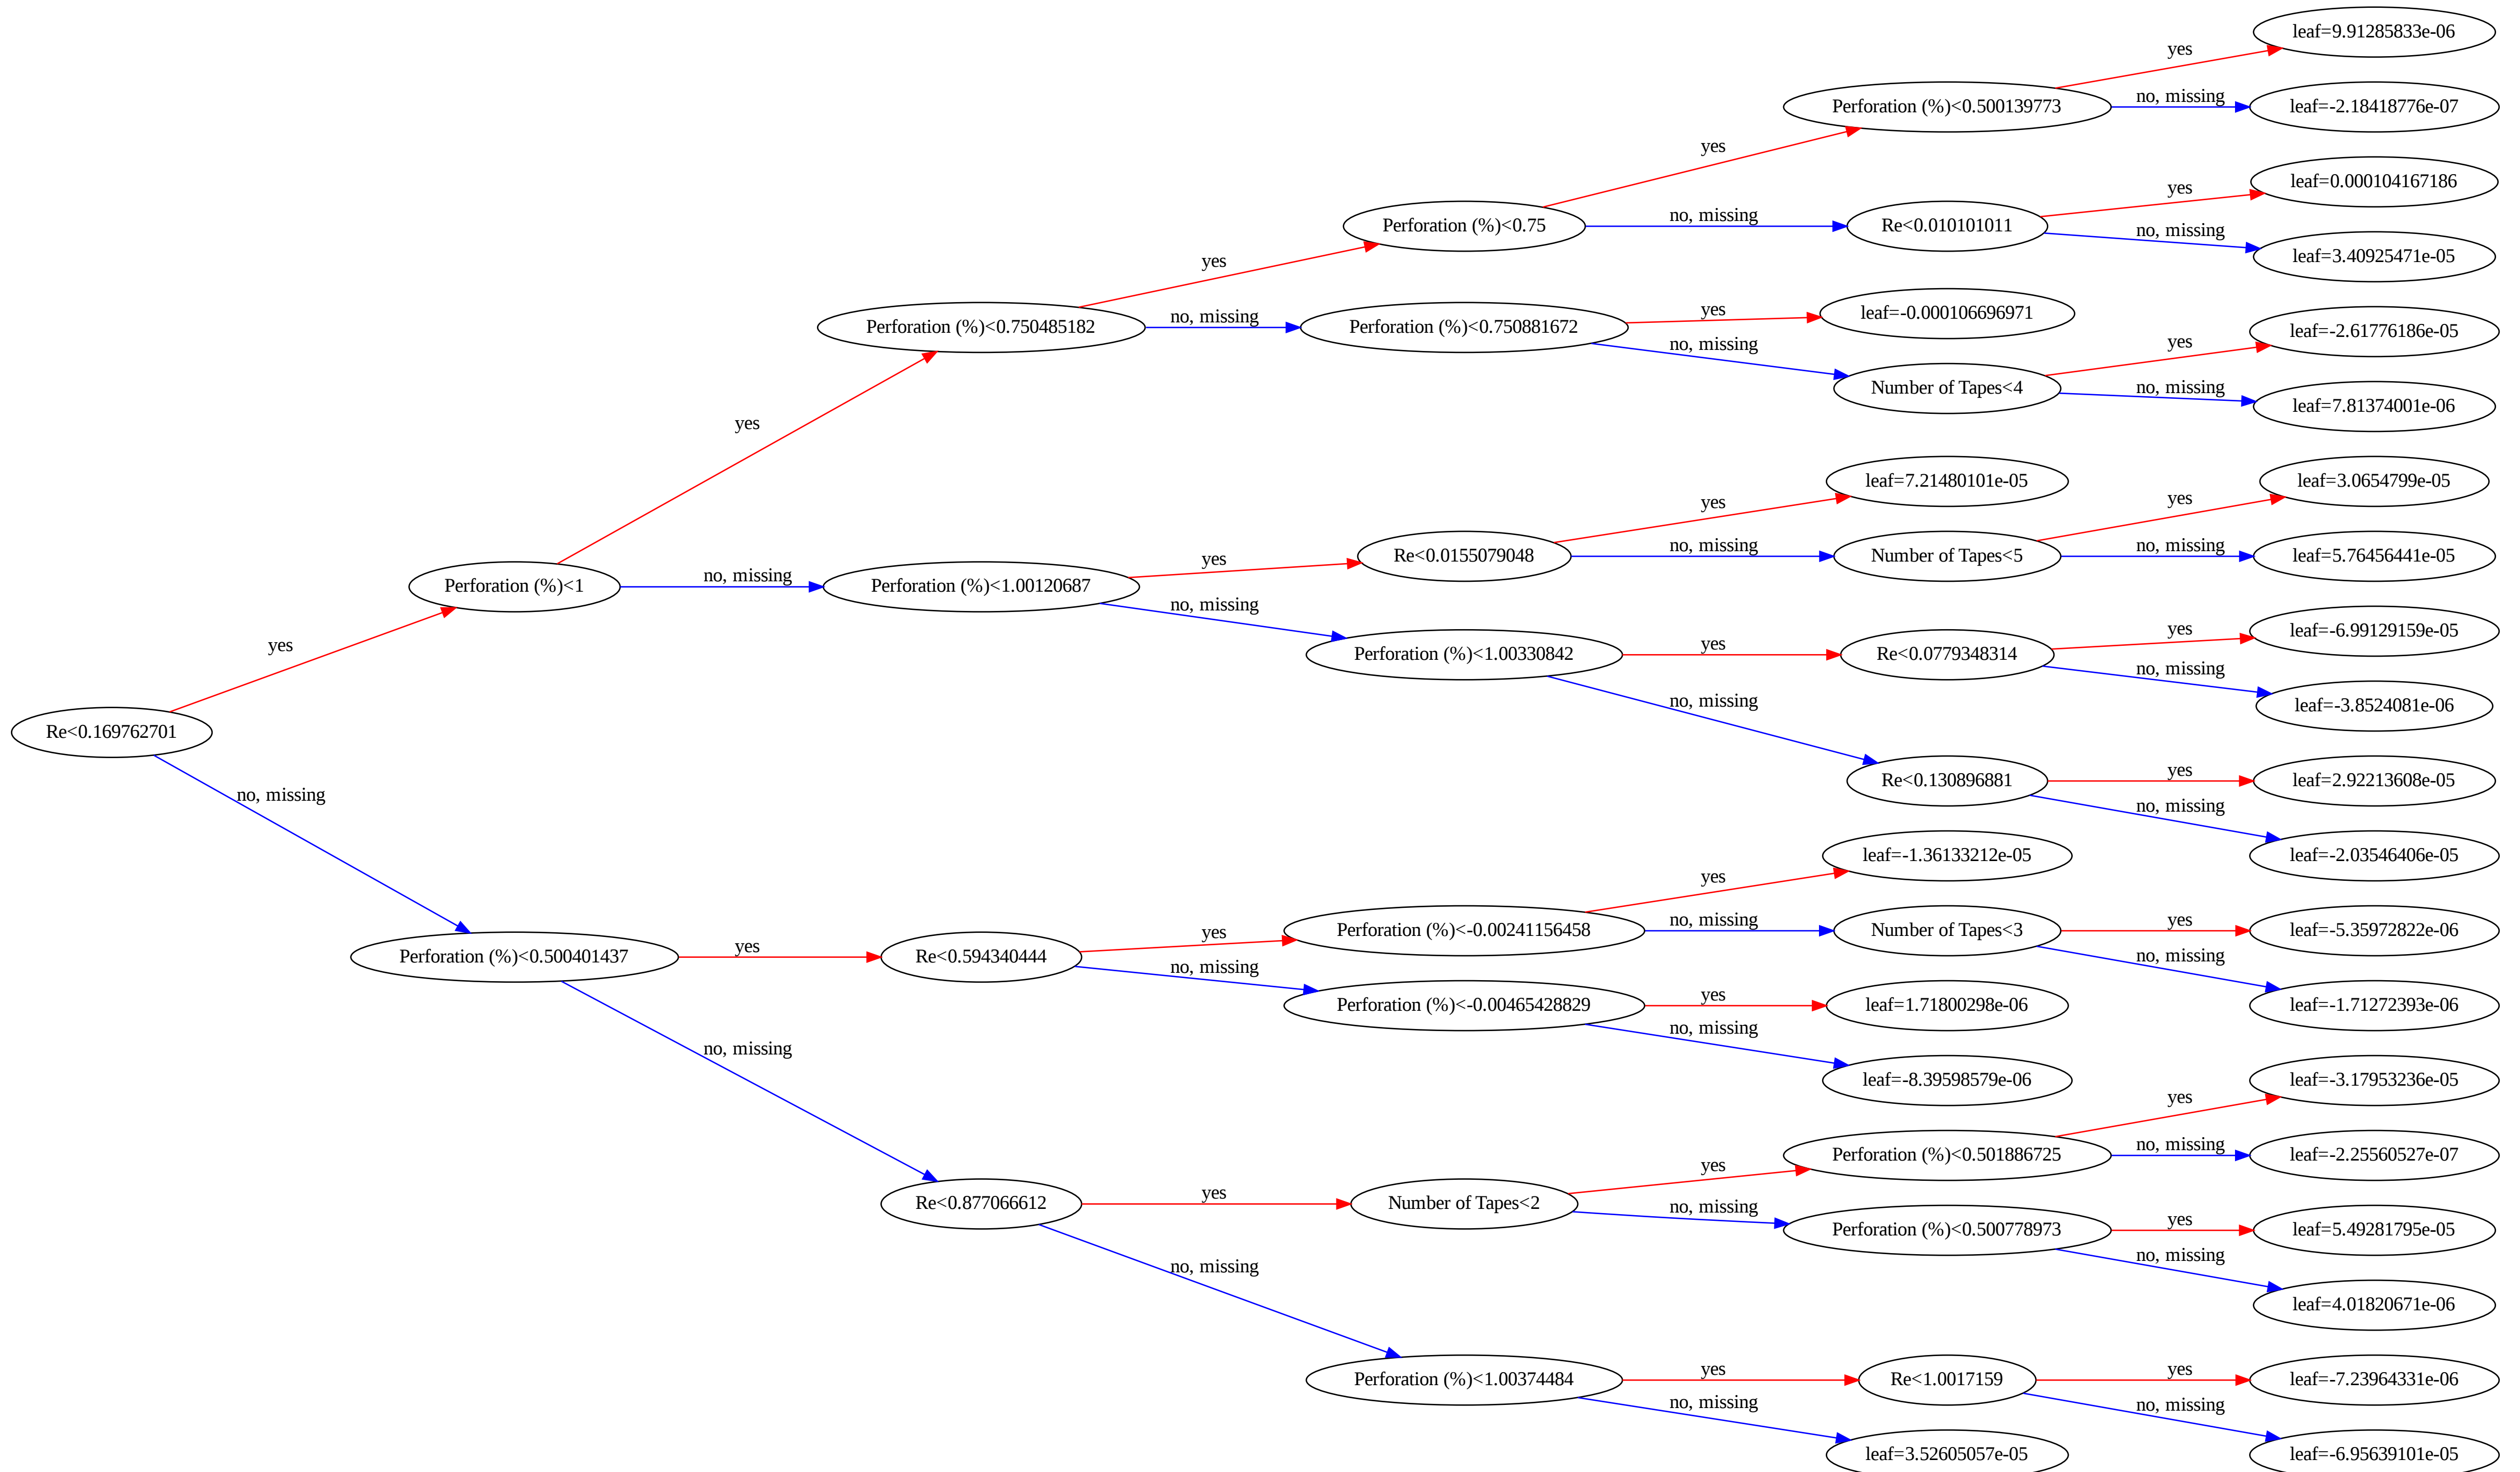 leaf=9.91285833e-06
yes
Perforation (%)<0.500139773
no, missing
leaf=-2.18418776e-07
yes
leaf=0.000104167186
yes
Perforation (%)<0.75
no, missing
Re<0.010101011
no, missing
leaf=3.40925471e-05
yes
Perforation (%)<0.750485182
no, missing
Perforation (%)<0.750881672
yes
leaf=-0.000106696971
leaf=-2.61776186e-05
no, missing
yes
Number of Tapes<4
no, missing
leaf=7.81374001e-06
yes
leaf=7.21480101e-05
leaf=3.0654799e-05
yes
yes
Re<0.0155079048
no, missing
Number of Tapes<5
no, missing
leaf=5.76456441e-05
Perforation (%)<1
no, missing
Perforation (%)<1.00120687
yes
no, missing
leaf=-6.99129159e-05
yes
Perforation (%)<1.00330842
yes
Re<0.0779348314
yes
no, missing
no, missing
leaf=-3.8524081e-06
Re<0.169762701
no, missing
Re<0.130896881
yes
leaf=2.92213608e-05
no, missing
leaf=-2.03546406e-05
leaf=-1.36133212e-05
yes
Perforation (%)<-0.00241156458
no, missing
Number of Tapes<3
yes
leaf=-5.35972822e-06
Perforation (%)<0.500401437
yes
Re<0.594340444
yes
no, missing
no, missing
Perforation (%)<-0.00465428829
yes
leaf=1.71800298e-06
leaf=-1.71272393e-06
no, missing
no, missing
leaf=-8.39598579e-06
leaf=-3.17953236e-05
yes
Perforation (%)<0.501886725
no, missing
leaf=-2.25560527e-07
Re<0.877066612
yes
Number of Tapes<2
yes
no, missing
Perforation (%)<0.500778973
yes
leaf=5.49281795e-05
no, missing
no, missing
leaf=4.01820671e-06
Perforation (%)<1.00374484
yes
Re<1.0017159
yes
leaf=-7.23964331e-06
no, missing
no, missing
leaf=3.52605057e-05
leaf=-6.95639101e-05